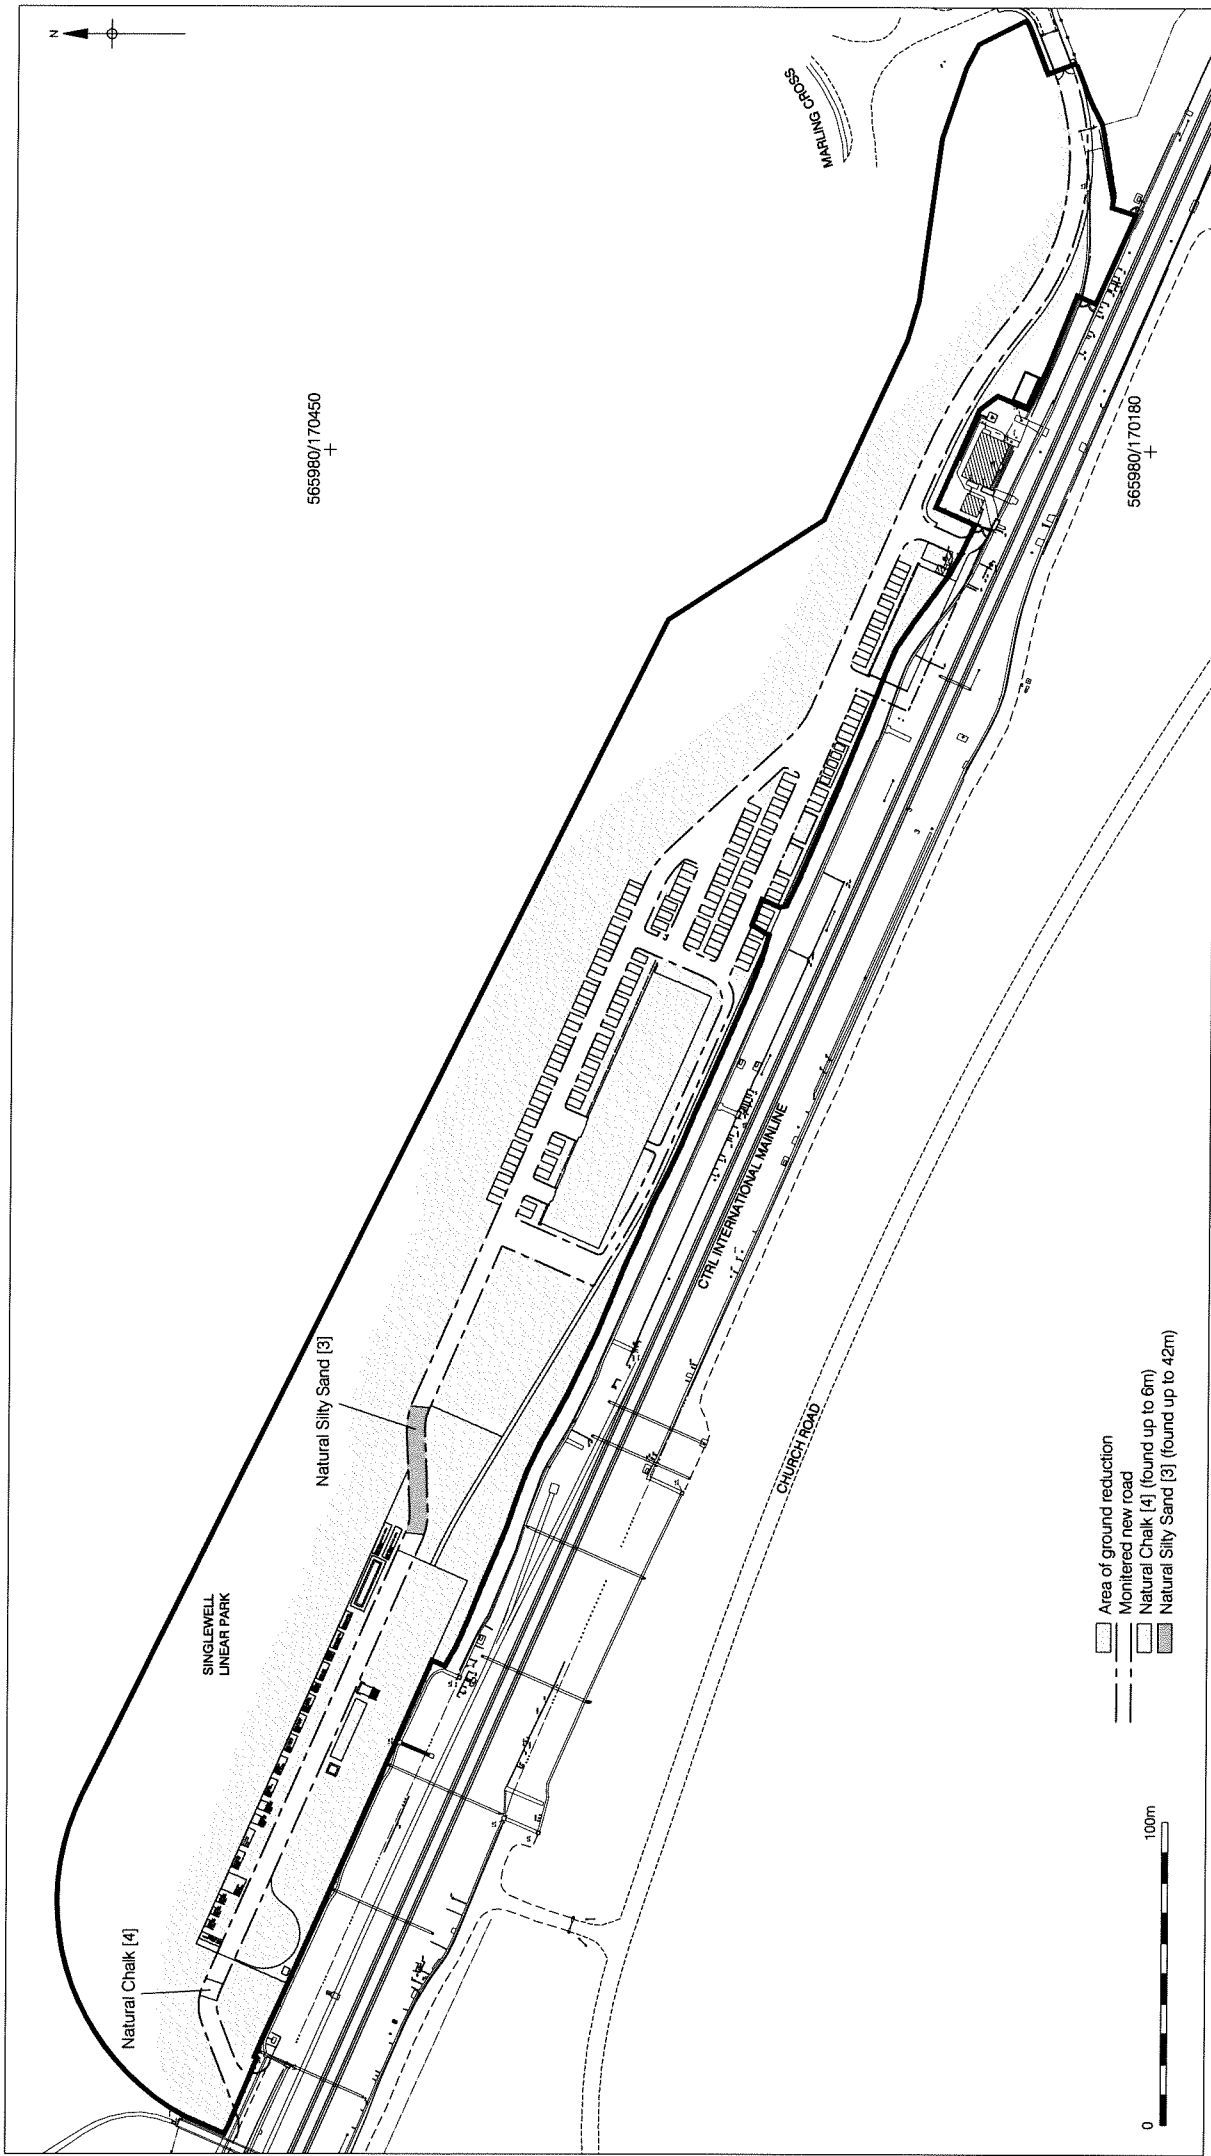 N
MARLING CROSS
565980/170450
565980/170180
Natural Silty Sand [3]
SINGLEWELL
LINEAR PARK
Natural Chalk [4]
CTRL INTERNATIONAL MAINLINE
CHURCH ROAD
Area of ground reduction
Monitered new road
Natural Chalk [4] (found up to 6m)
Natural Silty Sand [3] (found up to 42m)
0
100m